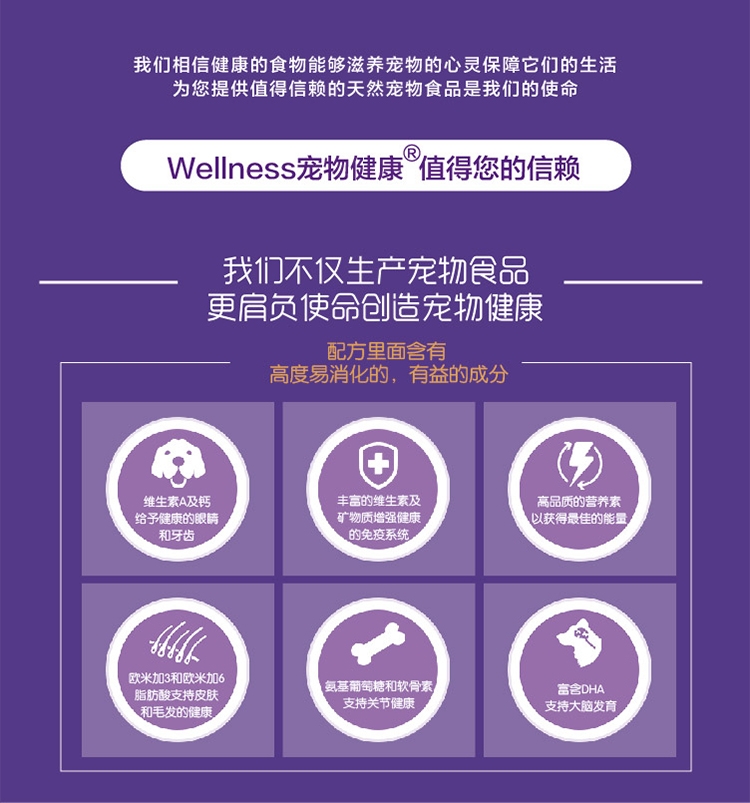 我们相信健康的食物能够滋养宠物的心灵保障它们的生活
为您提供值得信赖的天然宠物食品是我们的使命
Wellness宠物健康®值得您的信赖
我们不仅生产宠物食品
更肩负使命创造宠物健康
配方里面含有
高度易消化的，有益的成分
维生素A及钙
给予健康的眼睛
和牙齿
丰富的维生素及
矿物质增强健康
的免疫系统
高品质的营养素
以获得最佳的能量
欧米加3和欧米加6
脂肪酸支持皮肤
和毛发的健康
氨基葡萄糖和软骨素
支持关节健康
富含DHA
支持大脑发育